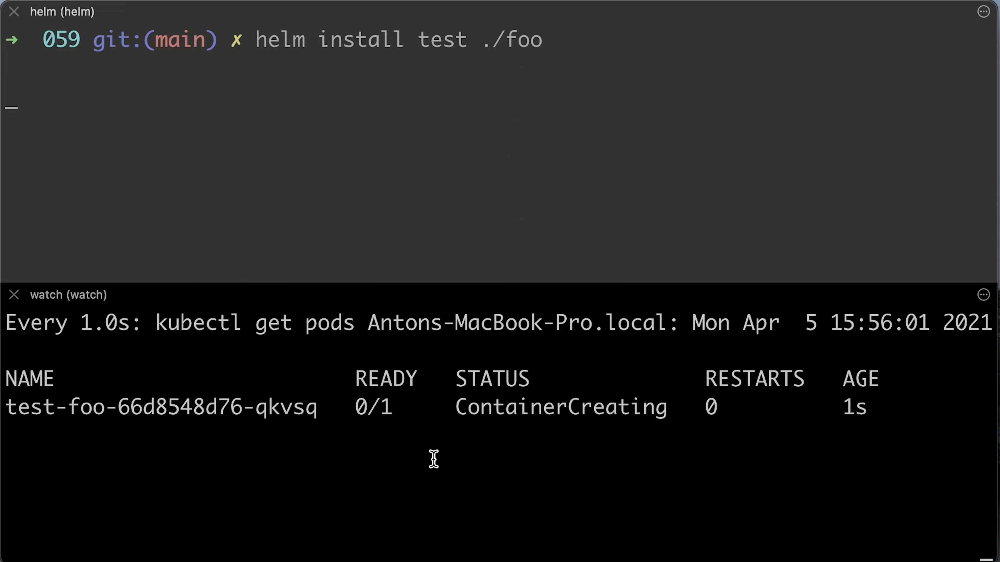 helm (helm)
➜  059 git:(main) ✗ helm install test ./foo
watch (watch)
Every 1.0s: kubectl get pods Antons-MacBook-Pro.local: Mon Apr  5 15:56:01 2021
NAME READY STATUS RESTARTS AGE
test-foo-66d8548d76-qkvsq 0/1 ContainerCreating 0 1s